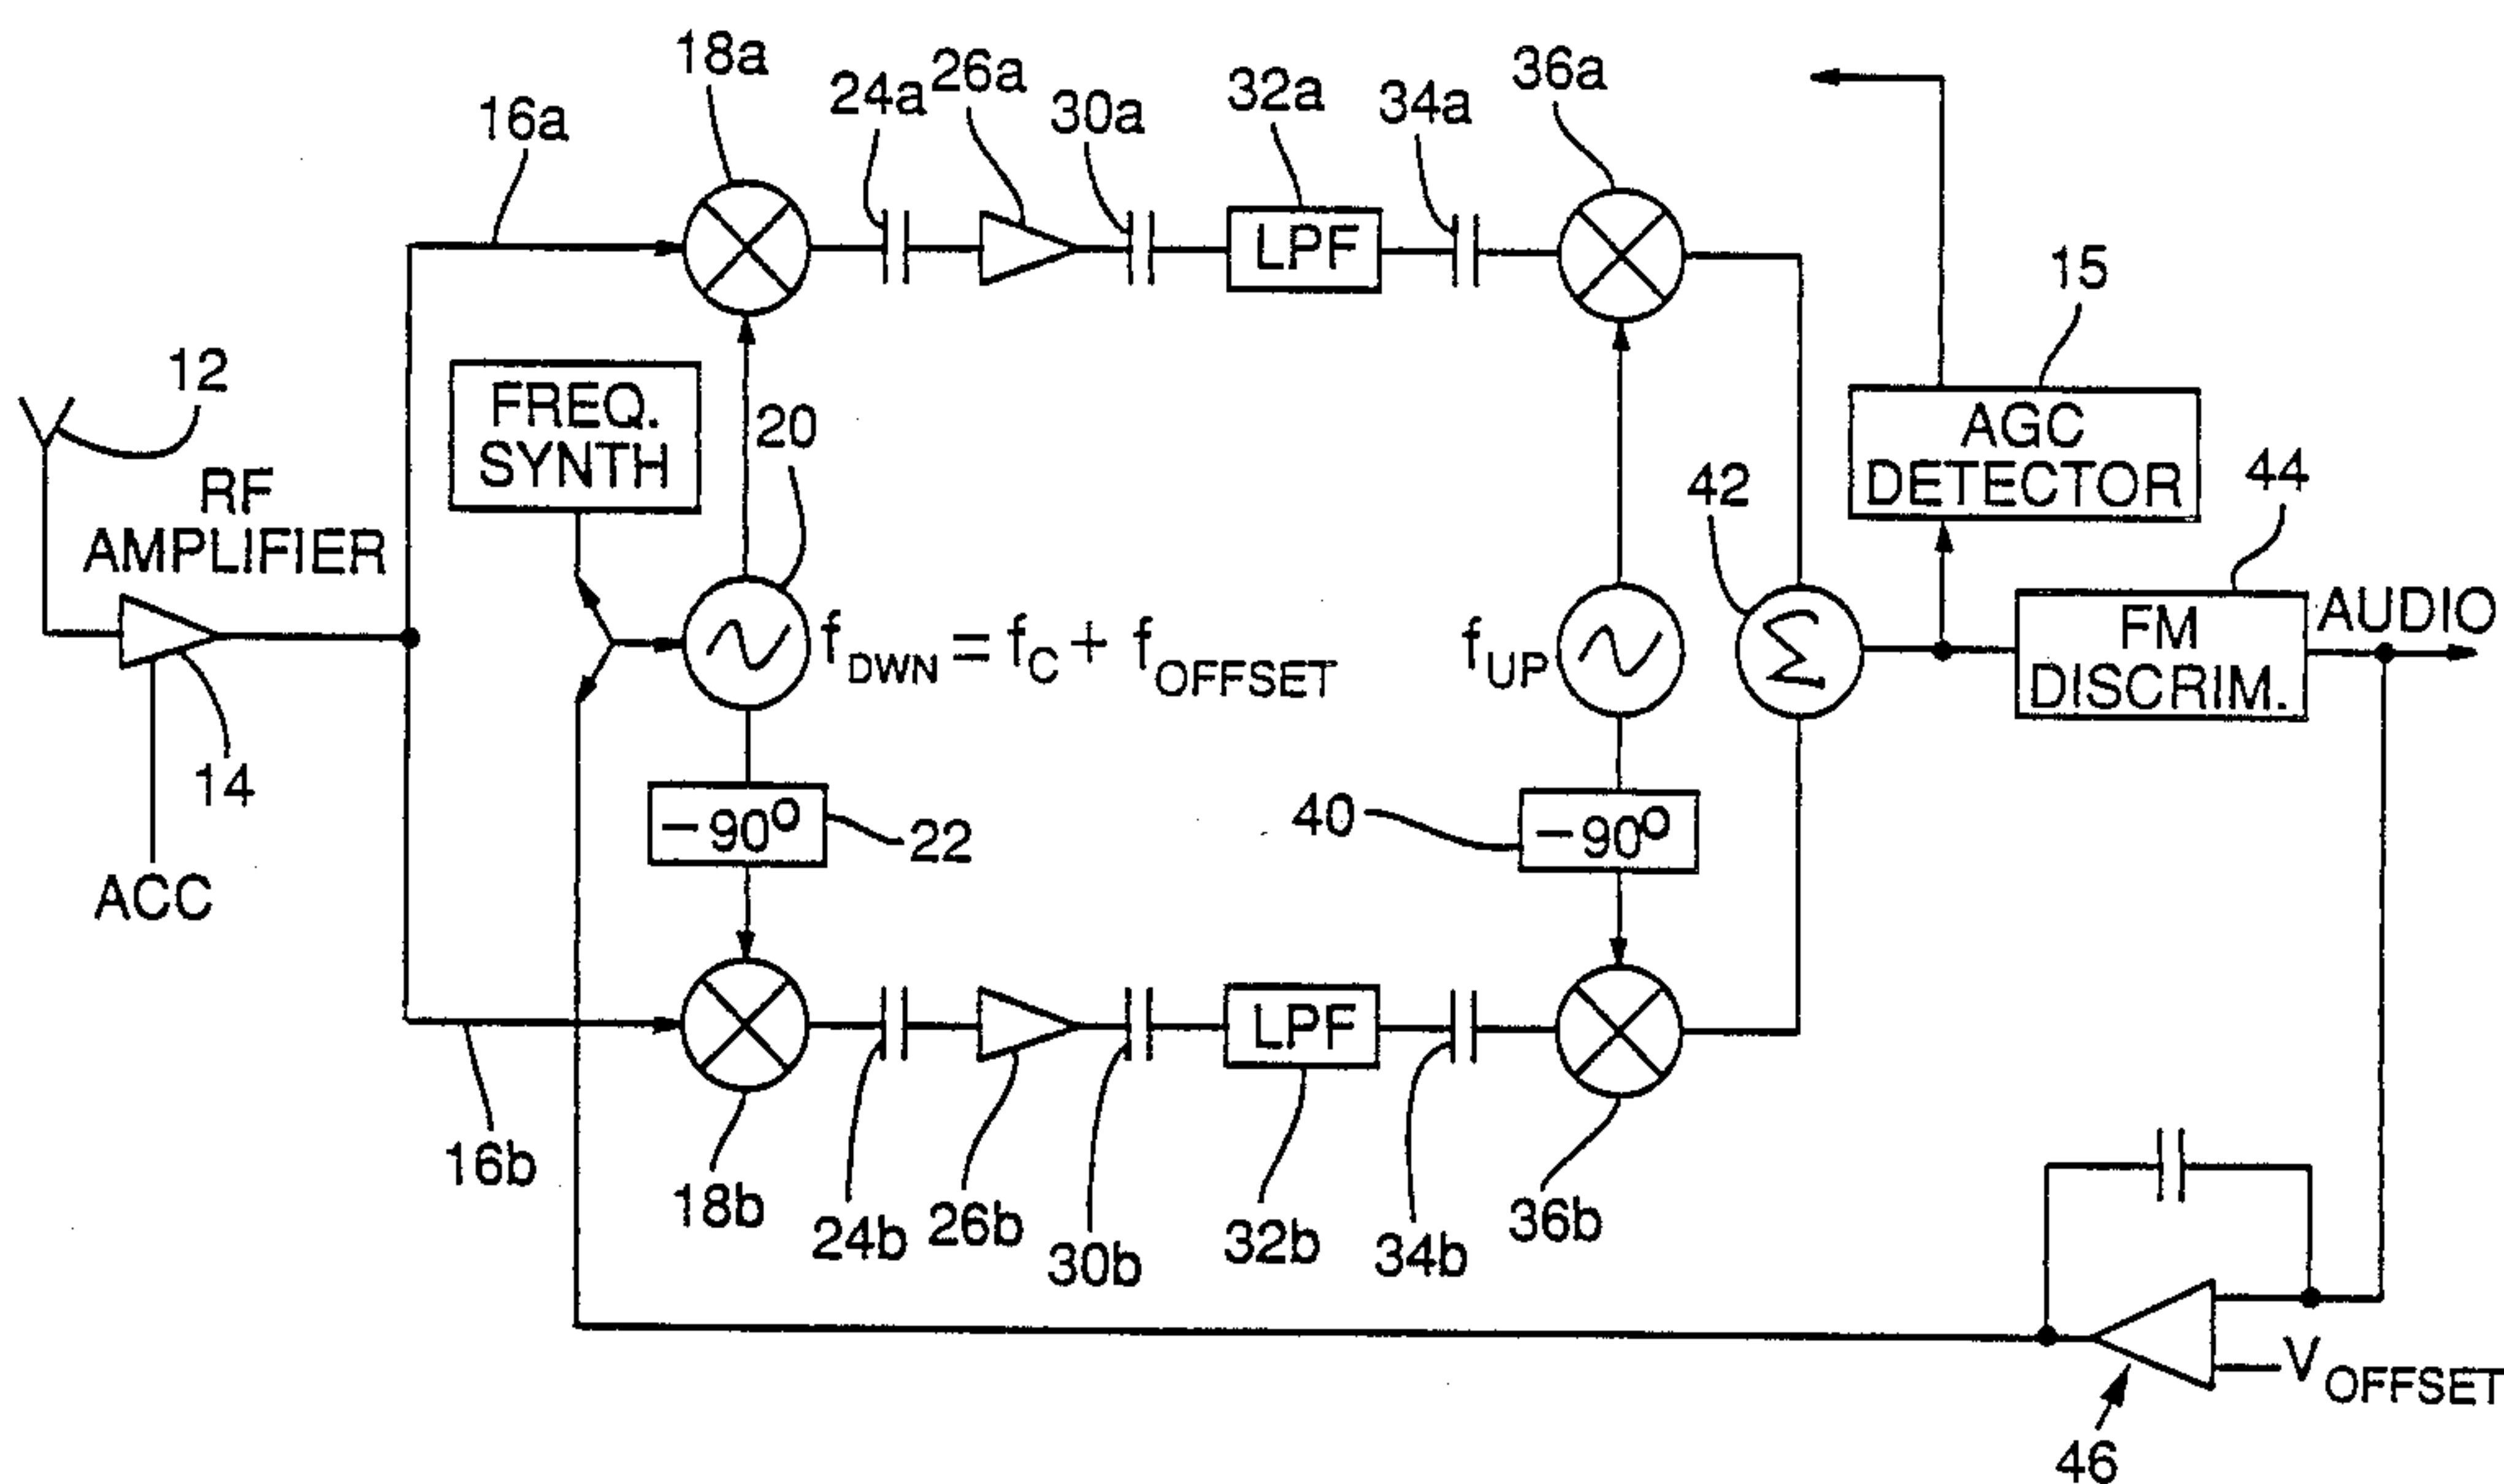 18a
24a
26a
30a
32a
34a
36a
16a
LPF
15
12
FREQ.
SYNTH
20
AGC
DETECTOR
RF
AMPLIFIER
42
44
f_DWN = f_C + f_OFFSET
f_UP
Σ
FM
DISCRIM.
AUDIO
14
ACC
−90°
22
40
−90°
LPF
16b
18b
24b
26b
30b
32b
34b
36b
V_OFFSET
46